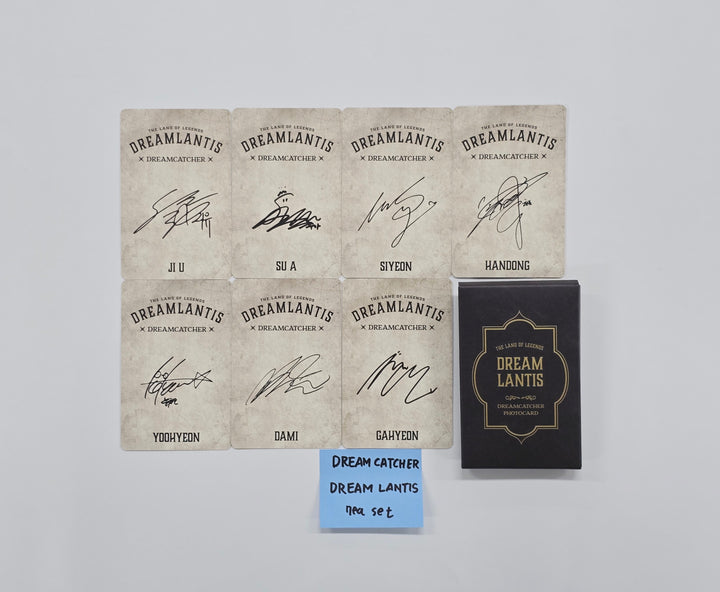 THE LAND OF LEGENDS
DREAMLANTIS
× DREAMCATCHER ×
JI U
THE LAND OF LEGENDS
DREAMLANTIS
× DREAMCATCHER ×
SU A
THE LAND OF LEGENDS
DREAMLANTIS
× DREAMCATCHER ×
SIYEON
THE LAND OF LEGENDS
DREAMLANTIS
× DREAMCATCHER ×
HANDONG
THE LAND OF LEGENDS
DREAMLANTIS
× DREAMCATCHER ×
YOOHYEON
THE LAND OF LEGENDS
DREAMLANTIS
× DREAMCATCHER ×
DAMI
THE LAND OF LEGENDS
DREAMLANTIS
× DREAMCATCHER ×
GAHYEON
THE LAND OF LEGENDS
DREAM
LANTIS
DREAMCATCHER
PHOTOCARD
DREAM CATCHER
DREAM LANTIS
7ea set